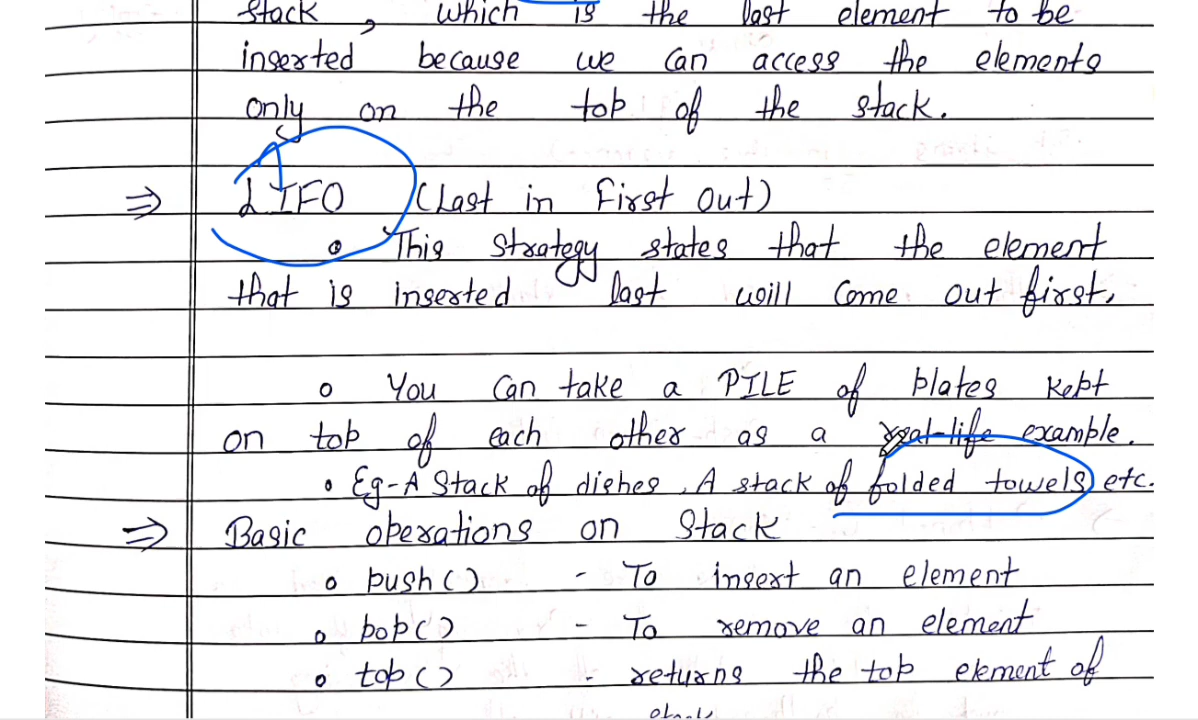 stack, which is the last element to be
inserted because we can access the elements
only on the top of the stack.
⇒ LIFO (Last in First Out)
o This strategy states that the element
that is inserted last will come out first.
o You can take a PILE of plates kept
on top of each other as a real-life example.
• Eg-A Stack of dishes, A stack of folded towels etc.
⇒ Basic operations on Stack
o push() - To insert an element
o pop() - To remove an element
o top() - returns the top element of